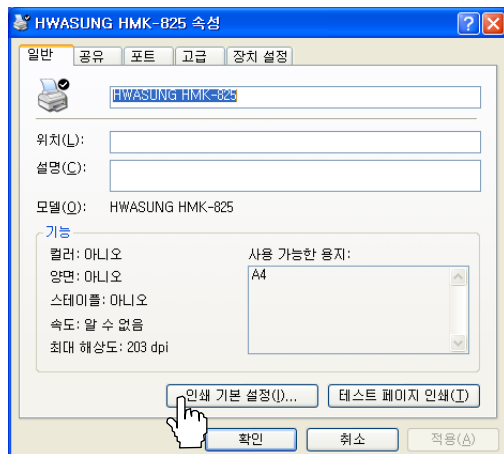 HWASUNG HMK-825 속성
일반 공유 포트 고급 장치 설정
HWASUNG HMK-825
위치(L):
설명(C):
모델(O): HWASUNG HMK-825
기능
컬러: 아니오 사용 가능한 용지:
양면: 아니오 A4
스테이플: 아니오
속도: 알 수 없음
최대 해상도: 203 dpi
인쇄 기본 설정(I)... 테스트 페이지 인쇄(T)
확인 취소 적용(A)